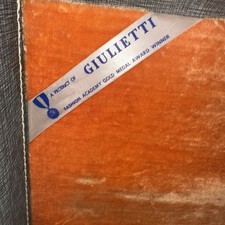 A PRODUCT OF GIULIETTI
FASHION ACADEMY GOLD MEDAL AWARD WINNER